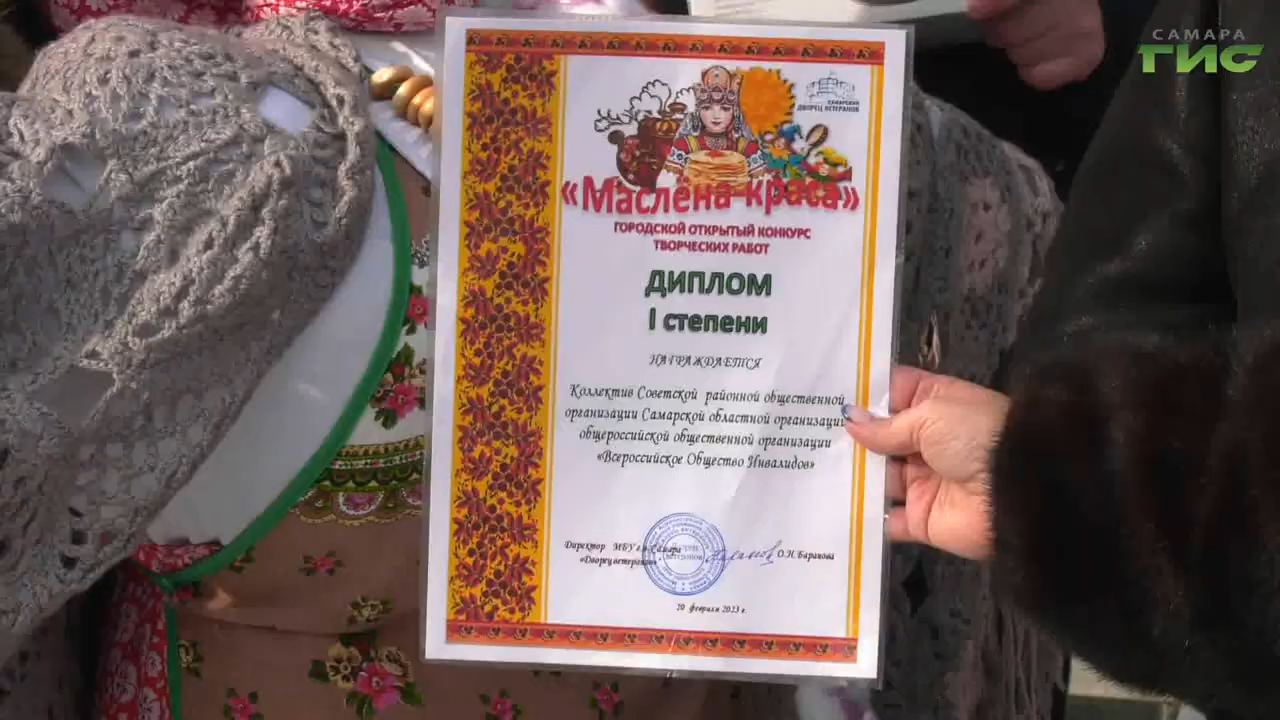 САМАРА
ГИС
САМАРСКИЙ
ДВОРЕЦ ВЕТЕРАНОВ
«Маслёна-краса»
ГОРОДСКОЙ ОТКРЫТЫЙ КОНКУРС
ТВОРЧЕСКИХ РАБОТ
ДИПЛОМ
I степени
НАГРАЖДАЕТСЯ
Коллектив Советской районной общественной
организации Самарской областной организации
общероссийской общественной организации
«Всероссийское Общество Инвалидов»
Директор МБУ г.о. Самара О.Н. Баранова
«Дворец ветеранов»
20 февраля 2023 г.